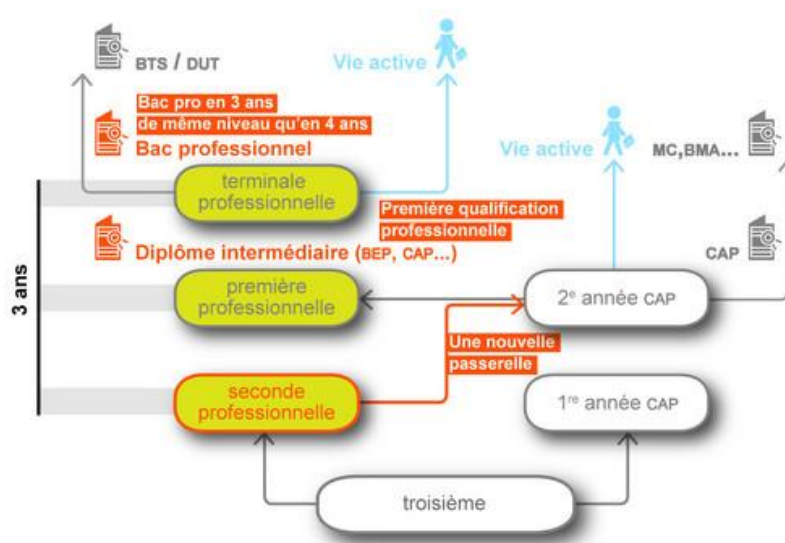 BTS / DUT
Vie active
Bac pro en 3 ans
de même niveau qu'en 4 ans
Bac professionnel
Vie active
MC,BMA...
terminale
professionnelle
Première qualification
professionnelle
Diplôme intermédiaire (BEP, CAP...)
CAP
3 ans
première
professionnelle
2e année CAP
Une nouvelle
passerelle
seconde
professionnelle
1re année CAP
troisième